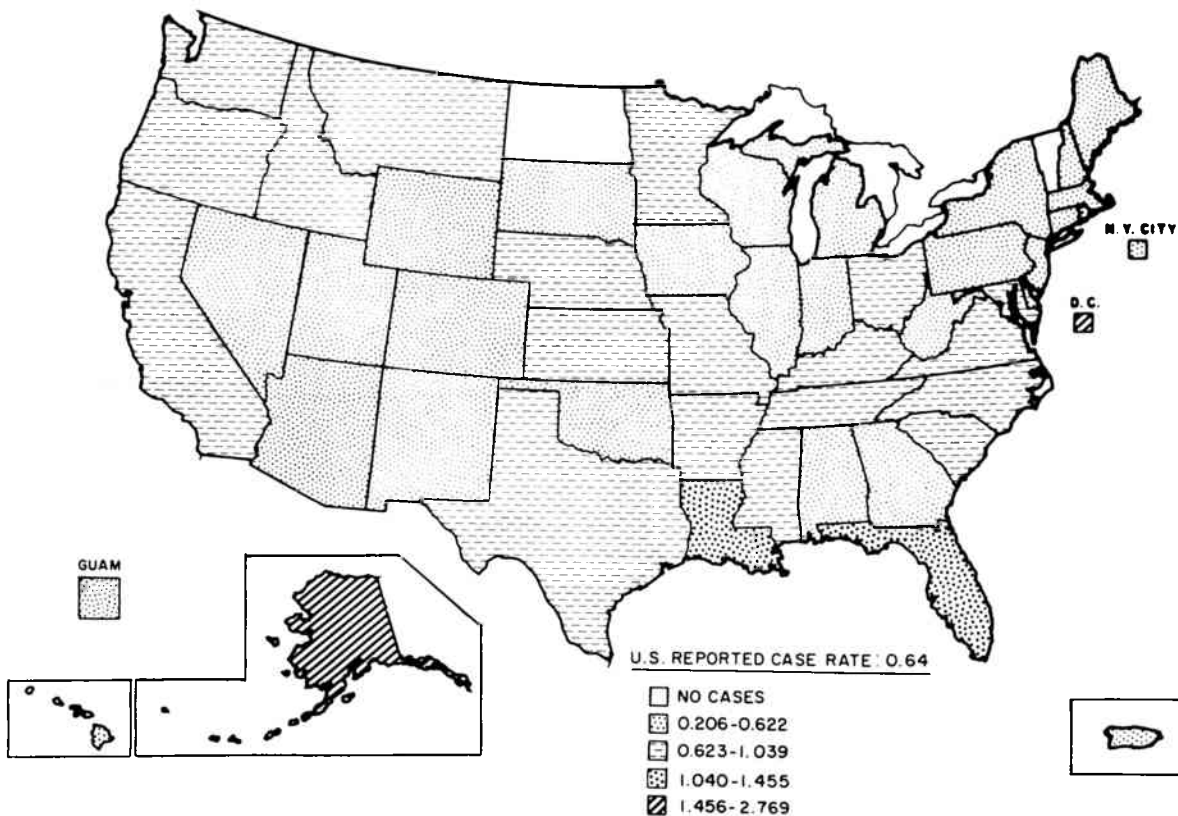 N. Y. CITY
D. C.
GUAM
U.S. REPORTED CASE RATE: 0.64
NO CASES
0.206-0.622
0.623-1.039
1.040-1.455
1.456-2.769